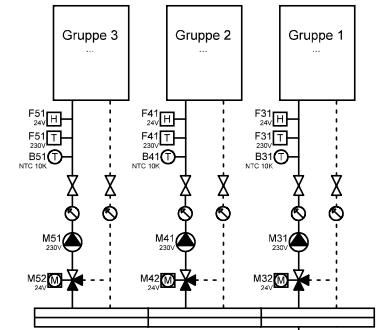 Gruppe 3
...
Gruppe 2
...
Gruppe 1
...
F51 H
24V
F41 H
24V
F31 H
24V
F51 T
230V
F41 T
230V
F31 T
230V
B51 T
NTC 10K
B41 T
NTC 10K
B31 T
NTC 10K
M51
230V
M41
230V
M31
230V
M52 M
24V
M42 M
24V
M32 M
24V